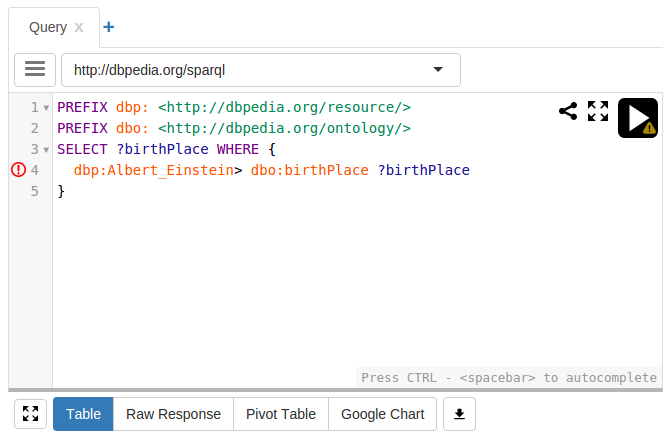 Query x +
http://dbpedia.org/sparql
1 PREFIX dbp: <http://dbpedia.org/resource/>
2 PREFIX dbo: <http://dbpedia.org/ontology/>
3 SELECT ?birthPlace WHERE {
4 dbp:Albert_Einstein> dbo:birthPlace ?birthPlace
5 }
Press CTRL - <spacebar> to autocomplete
Table Raw Response Pivot Table Google Chart